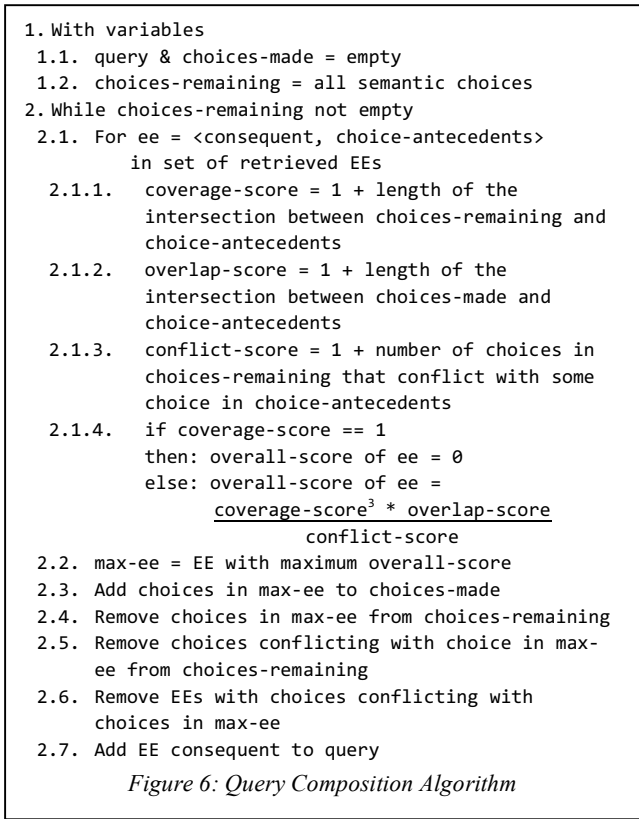 1. With variables
1.1. query & choices-made = empty
1.2. choices-remaining = all semantic choices
2. While choices-remaining not empty
2.1. For ee = <consequent, choice-antecedents>
in set of retrieved EEs
2.1.1. coverage-score = 1 + length of the
intersection between choices-remaining and
choice-antecedents
2.1.2. overlap-score = 1 + length of the
intersection between choices-made and
choice-antecedents
2.1.3. conflict-score = 1 + number of choices in
choices-remaining that conflict with some
choice in choice-antecedents
2.1.4. if coverage-score == 1
then: overall-score of ee = 0
else: overall-score of ee =
coverage-score³ * overlap-score
conflict-score
2.2. max-ee = EE with maximum overall-score
2.3. Add choices in max-ee to choices-made
2.4. Remove choices in max-ee from choices-remaining
2.5. Remove choices conflicting with choice in max-
ee from choices-remaining
2.6. Remove EEs with choices conflicting with
choices in max-ee
2.7. Add EE consequent to query
Figure 6: Query Composition Algorithm